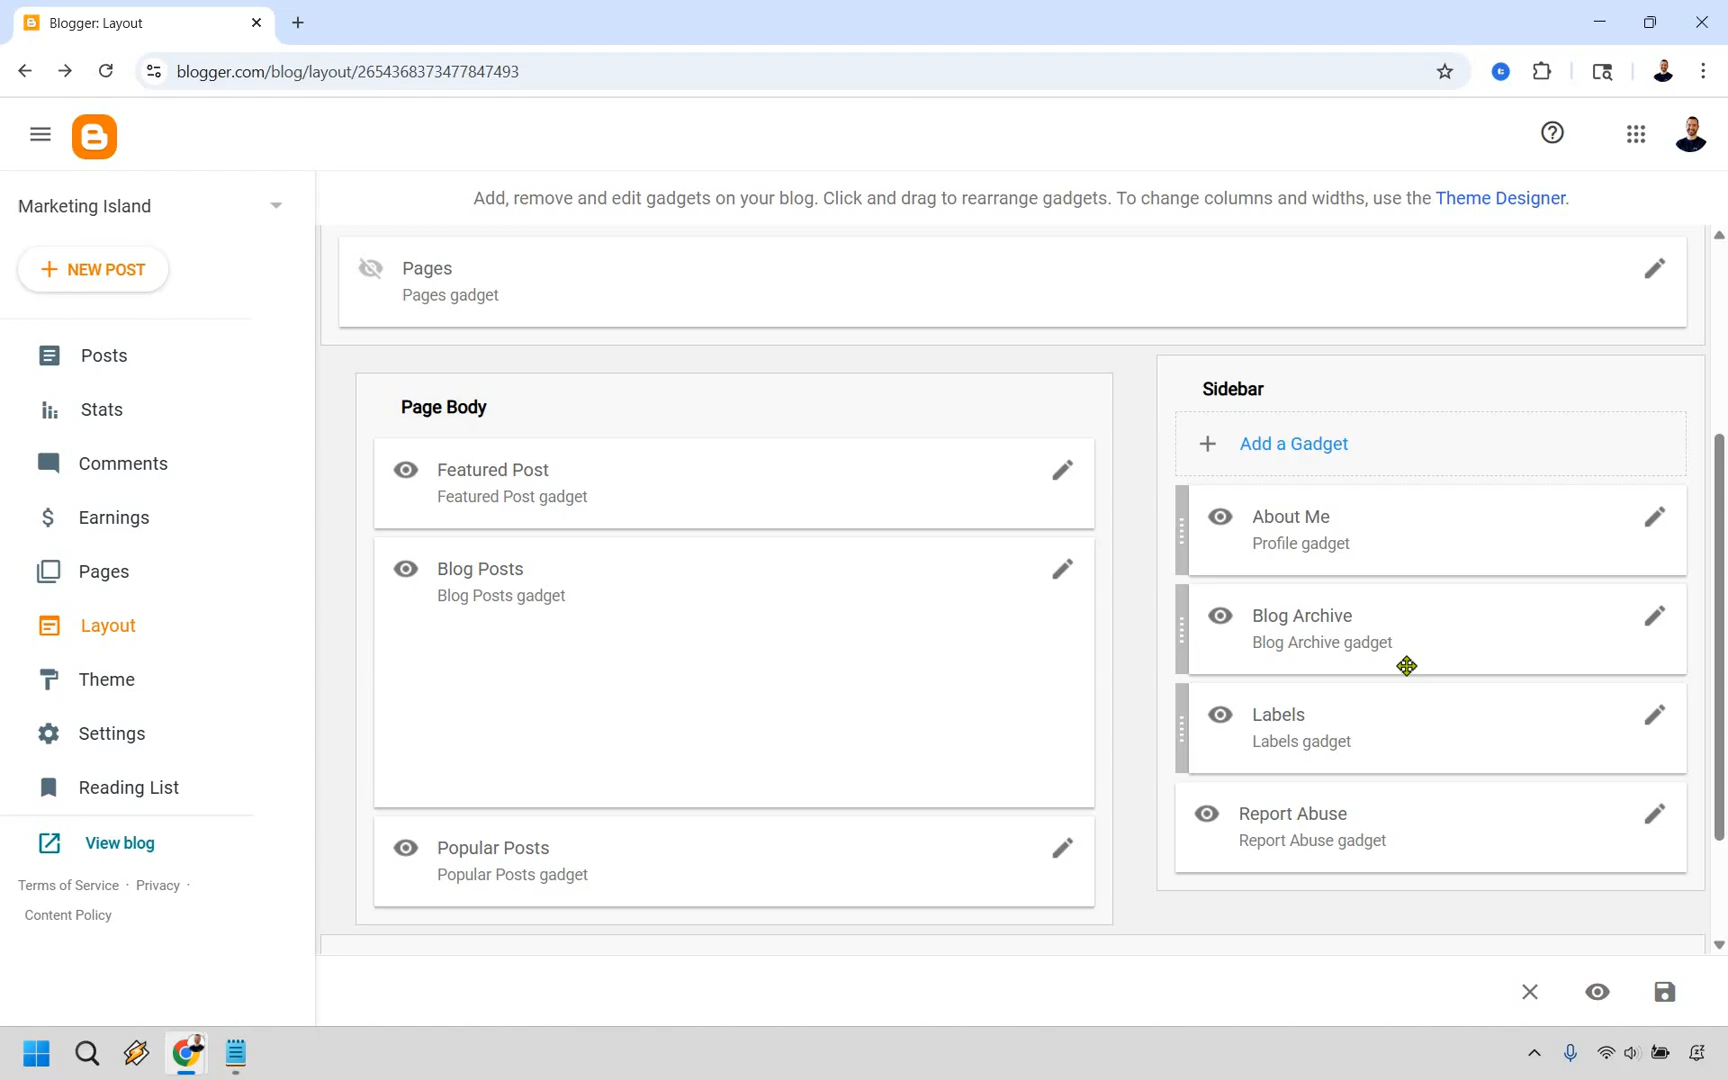 Blogger: Layout
blogger.com/blog/layout/2654368373477847493
Marketing Island
Add, remove and edit gadgets on your blog. Click and drag to rearrange gadgets. To change columns and widths, use the Theme Designer.
NEW POST
Posts
Stats
Comments
Earnings
Pages
Layout
Theme
Settings
Reading List
View blog
Terms of Service · Privacy ·
Content Policy
Pages
Pages gadget
Page Body
Featured Post
Featured Post gadget
Blog Posts
Blog Posts gadget
Popular Posts
Popular Posts gadget
Sidebar
Add a Gadget
About Me
Profile gadget
Blog Archive
Blog Archive gadget
Labels
Labels gadget
Report Abuse
Report Abuse gadget